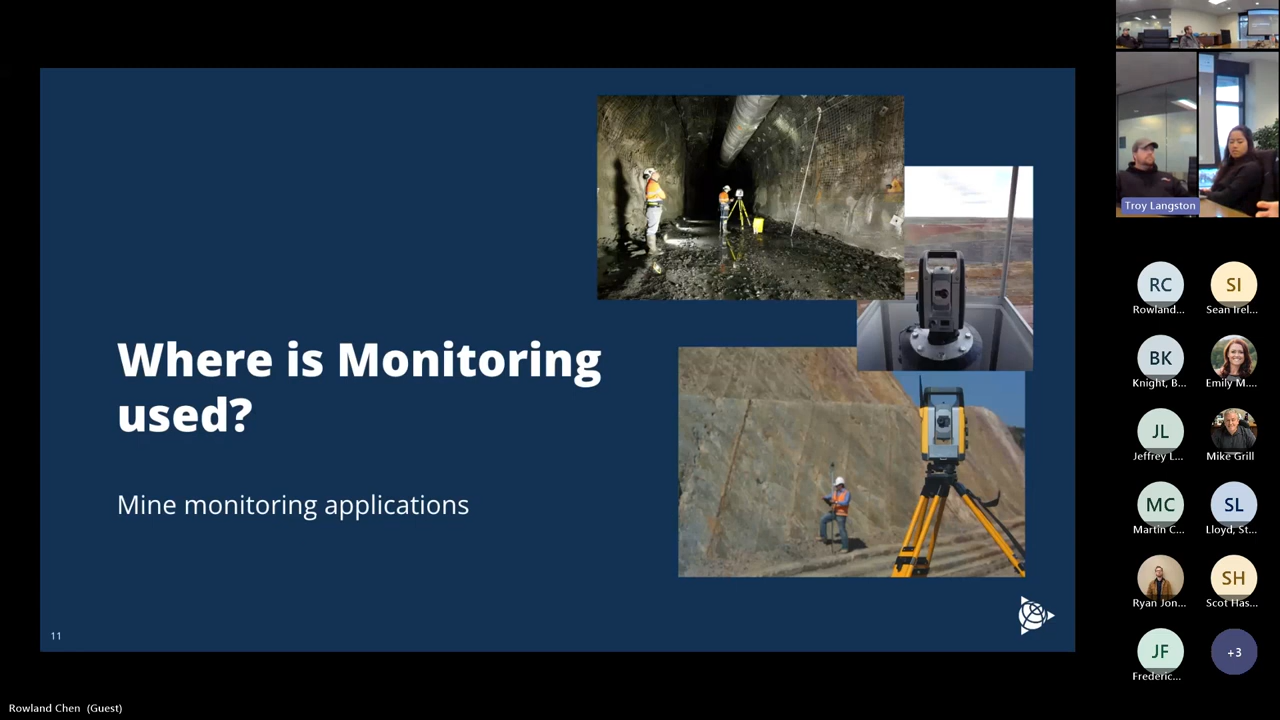 Where is Monitoring
used?
Mine monitoring applications
11
Troy Langston
RC
Rowland...
SI
Sean Irel...
BK
Knight, B...
Emily M....
JL
Jeffrey L...
Mike Grill
MC
Martin C...
SL
Lloyd, St...
Ryan Jon...
SH
Scot Has...
JF
Frederic...
+3
Rowland Chen (Guest)